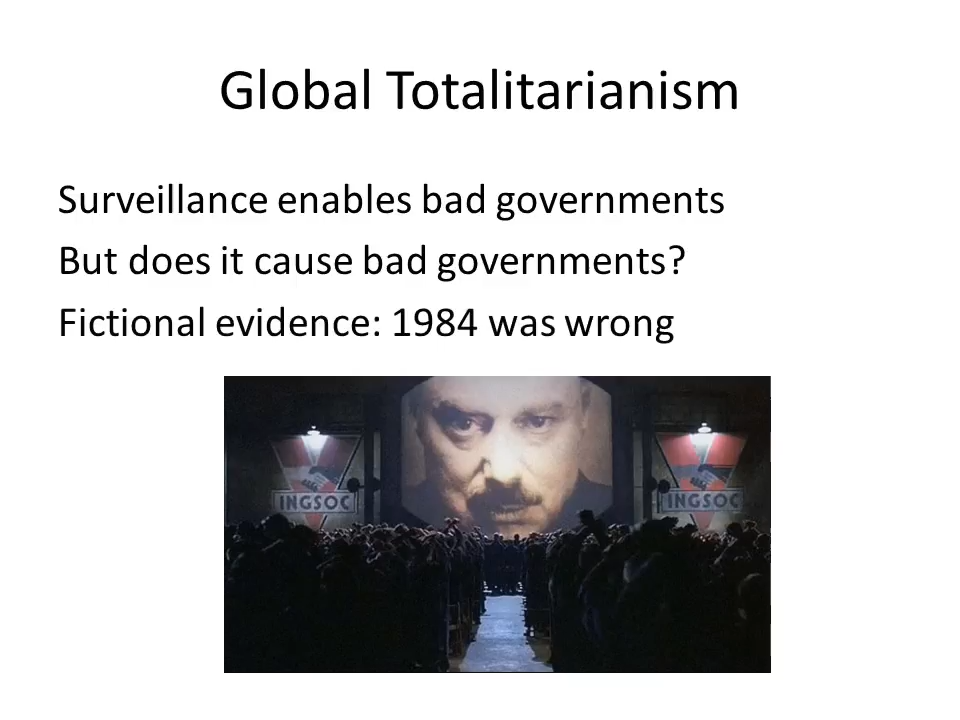 Global Totalitarianism
Surveillance enables bad governments
But does it cause bad governments?
Fictional evidence: 1984 was wrong
INGSOC
INGSOC